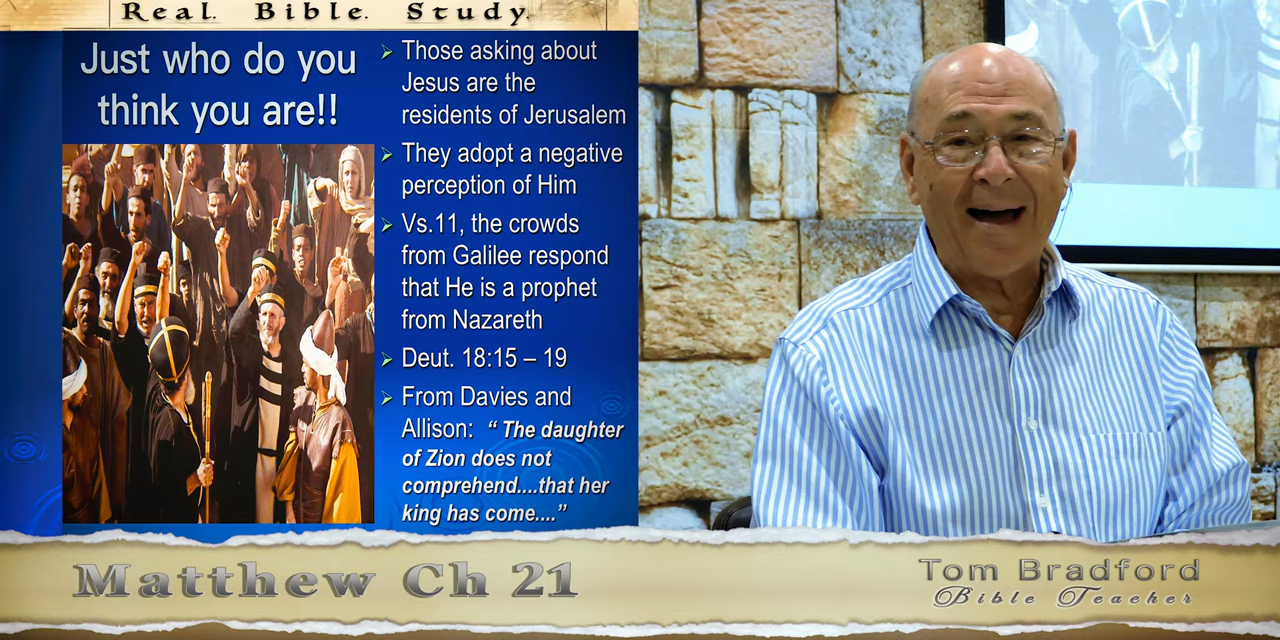 Real. Bible. Study.
Just who do you
think you are!!
➢ Those asking about
Jesus are the
residents of Jerusalem
➢ They adopt a negative
perception of Him
➢ Vs.11, the crowds
from Galilee respond
that He is a prophet
from Nazareth
➢ Deut. 18:15 – 19
➢ From Davies and
Allison: “ The daughter
of Zion does not
comprehend....that her
king has come....”
Matthew Ch 21
Tom Bradford
Bible Teacher